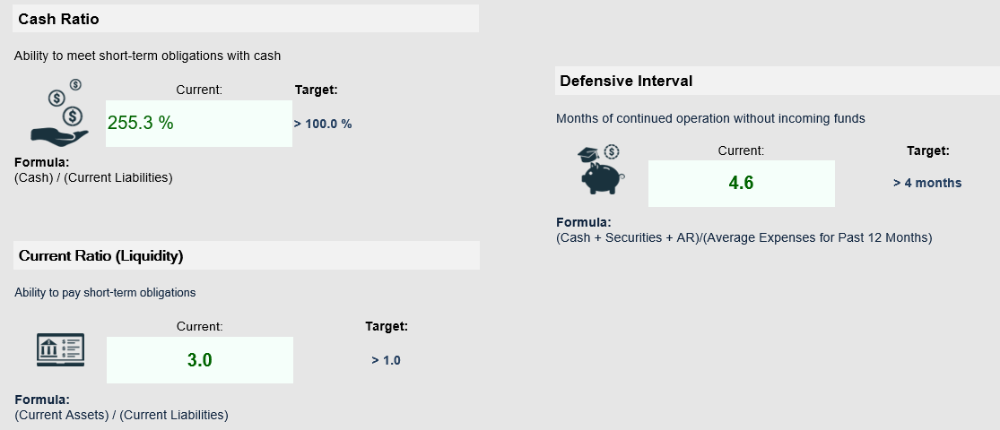 Cash Ratio
Ability to meet short-term obligations with cash
Current: Target:
255.3 % > 100.0 %
Formula:
(Cash) / (Current Liabilities)
Current Ratio (Liquidity)
Ability to pay short-term obligations
Current: Target:
3.0 > 1.0
Formula:
(Current Assets) / (Current Liabilities)
Defensive Interval
Months of continued operation without incoming funds
Current: Target:
4.6 > 4 months
Formula:
(Cash + Securities + AR)/(Average Expenses for Past 12 Months)